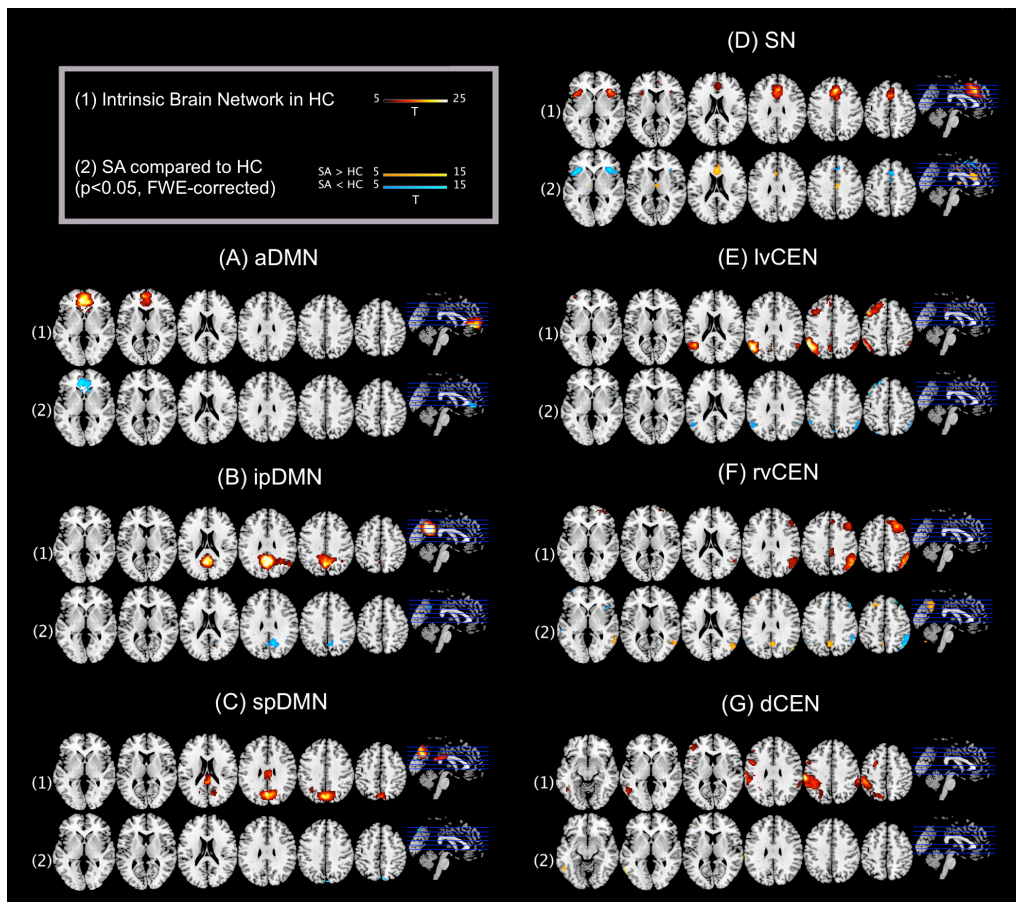 (1) Intrinsic Brain Network in HC 5 25
T
(2) SA compared to HC
(p<0.05, FWE-corrected)
SA > HC 5 15
SA < HC 5 15
T
(D) SN
(1)
(2)
(A) aDMN
(1)
(2)
(E) lvCEN
(1)
(2)
(B) ipDMN
(1)
(2)
(F) rvCEN
(1)
(2)
(C) spDMN
(1)
(2)
(G) dCEN
(1)
(2)